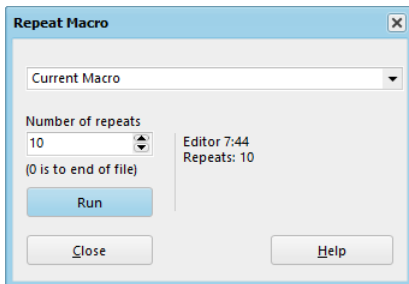 Repeat Macro
Current Macro
Number of repeats
10
(0 is to end of file)
Editor 7:44
Repeats: 10
Run
Close
Help